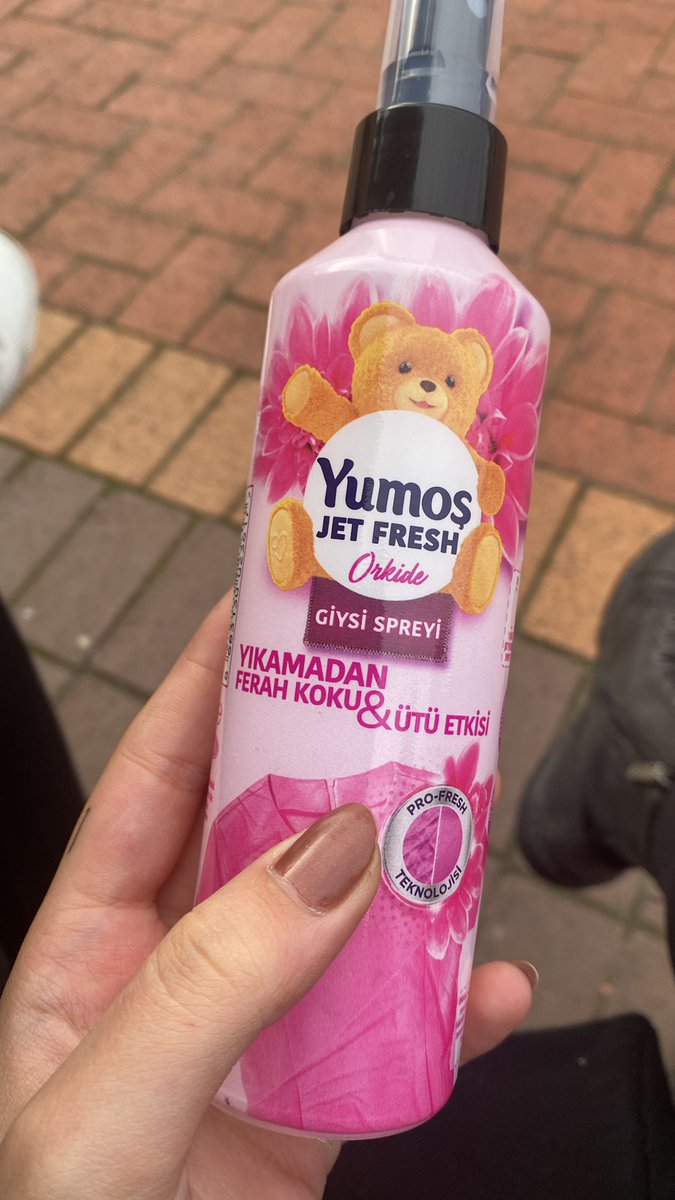 Yumoş
JET FRESH
Orkide
GİYSİ SPREYİ
YIKAMADAN
FERAH KOKU & ÜTÜ ETKİSİ
PRO-FRESH
TEKNOLOJİSİ